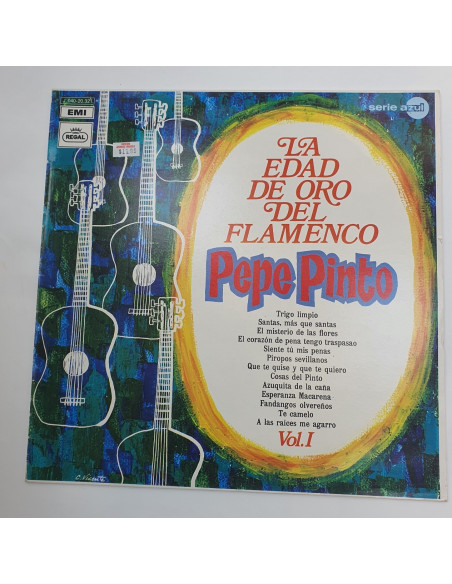 EMI
REGAL
serie azul
LA
EDAD
DE ORO
DEL
FLAMENCO
Pepe Pinto
Trigo limpio
Santas, más que santas
El misterio de las flores
El corazón de pena tengo traspasao
Siente tú mis penas
Piropos sevillanos
Que te quise y que te quiero
Cosas del Pinto
Azuquita de la caña
Esperanza Macarena
Fandangos olvereños
Te camelo
A las raíces me agarro
Vol. I